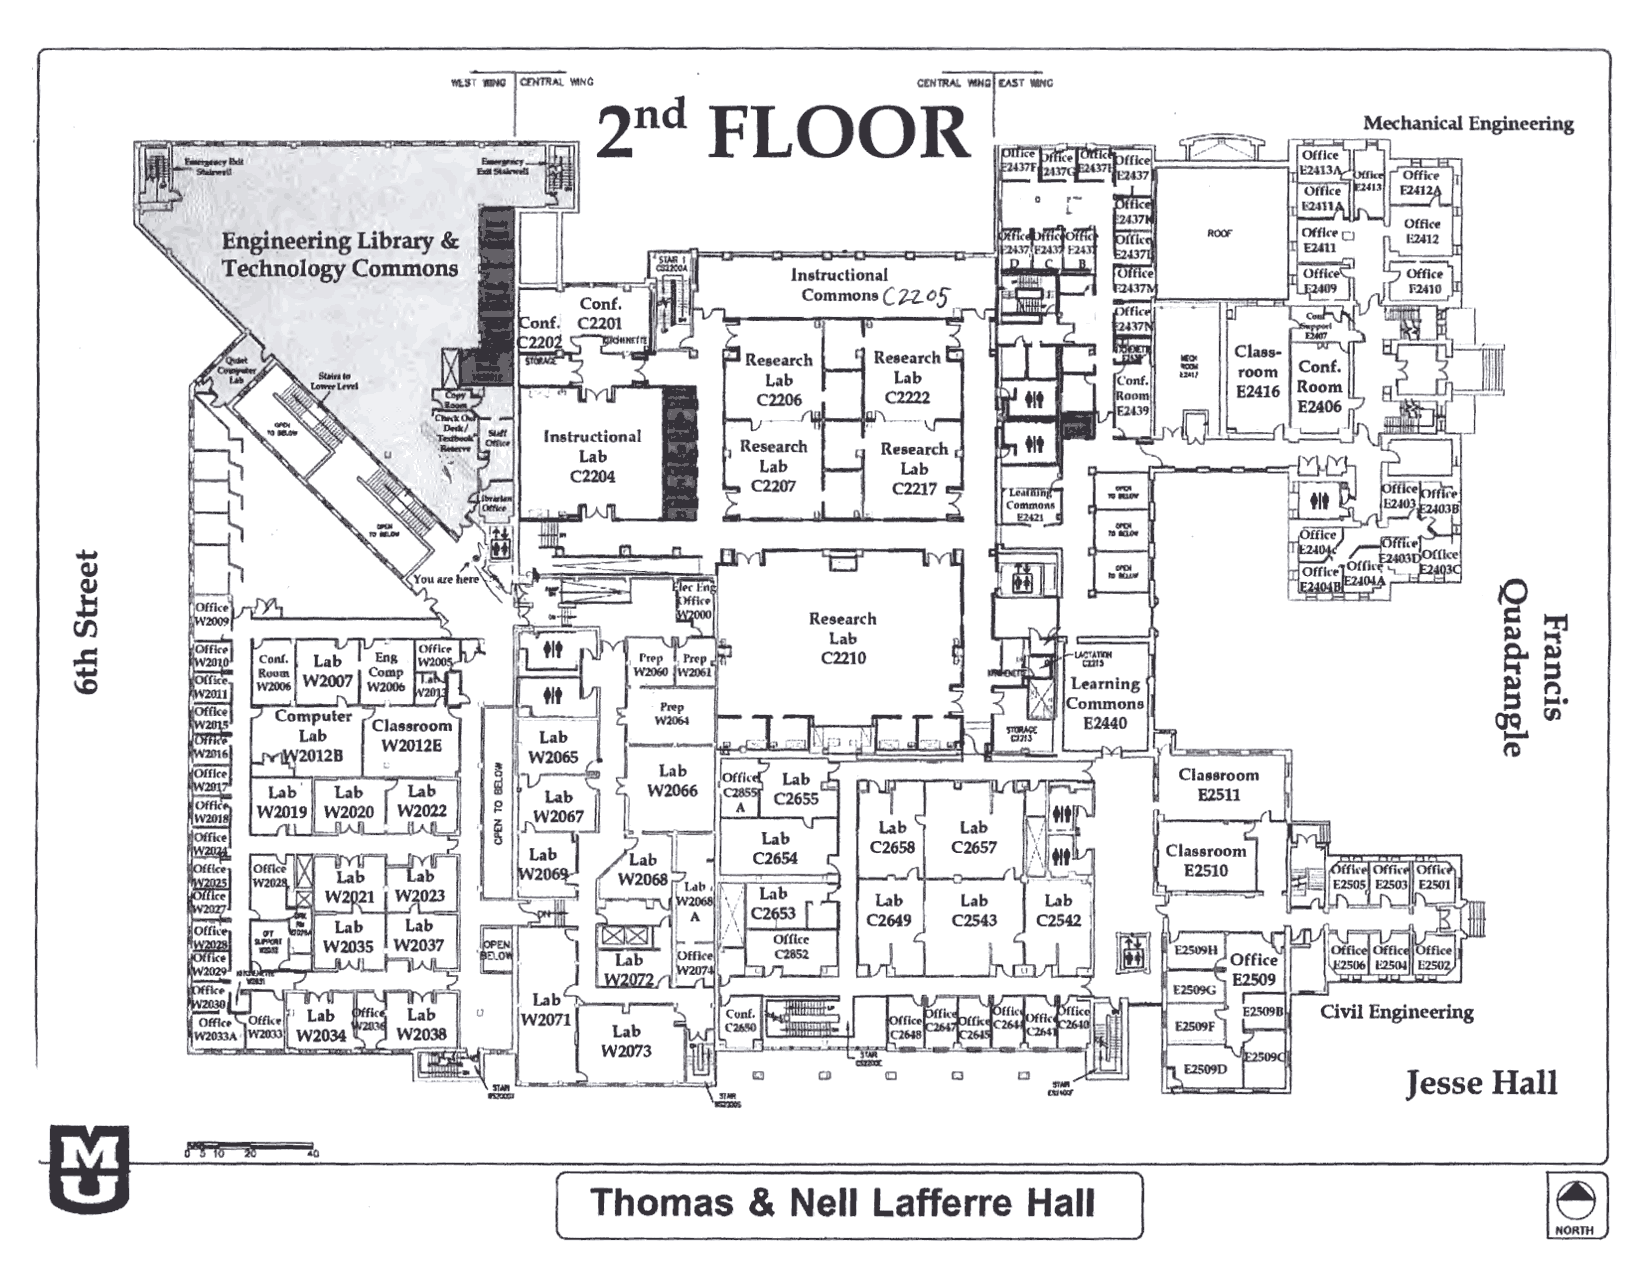 WEST WING
CENTRAL WING
CENTRAL WING
EAST WING
2nd FLOOR
Mechanical Engineering
Emergency Exit
Stairwell
Emergency
Exit Stairwell
Engineering Library &
Technology Commons
Quiet
Computer
Lab
Stairs to
Lower Level
OPEN
TO BELOW
OPEN
TO BELOW
Copy
Room
Check Out
Desk/
Textbook
Reserve
Staff
Office
Librarian
Office
You are here
STAIR 1
CS2200A
Conf.
C2201
Conf.
C2202
KITCHENETTE
STORAGE
Instructional
Commons C2205
Instructional
Lab
C2204
Research
Lab
C2206
Research
Lab
C2222
Research
Lab
C2207
Research
Lab
C2217
Research
Lab
C2210
Office
E2437F
Office
E2437G
Office
Office
E2437
Office
E2437
D
Office
E2437
C
Office
E2437
B
Office
Office
Office
E2437M
Office
E2437N
Conf.
Room
E2439
ROOF
MECH
ROOM
E2417
Class-
room
E2416
Conf.
Support
E2407
Conf.
Room
E2406
Office
E2413A
Office
E2413
Office
E2412A
Office
E2411A
Office
E2411
Office
E2412
Office
E2409
Office
E2410
Learning
Commons
E2421
OPEN
TO BELOW
OPEN
TO BELOW
OPEN
TO BELOW
Office
E2403
Office
E2403B
Office
E2404c
Office
E2403D
Office
E2403C
Office
E2404B
Office
E2404A
LACTATION
C2215
Learning
Commons
E2440
STORAGE
C2213
6th Street
Francis
Quadrangle
Elec Eng
Office
W2000
Office
W2009
Office
W2010
Office
W2011
Office
W2015
Office
W2016
Office
W2017
Office
W2018
Office
W2024
Office
W2025
Office
W2027
Office
W2028
Office
W2029
Office
W2030
Office
W2033A
Conf.
Room
W2006
Lab
W2007
Eng
Comp
W2006
Office
W2005
Lab
W2013
Computer
Lab
W2012B
Classroom
W2012E
Lab
W2019
Lab
W2020
Lab
W2022
Office
W2028
Lab
W2021
Lab
W2023
OFF
SUPPORT
W2032
Lab
W2035
Lab
W2037
Office
W2033
Lab
W2034
Office
W2036
Lab
W2038
OPEN TO BELOW
OPEN
BELOW
DN
Prep
W2060
Prep
W2061
Prep
W2064
Lab
W2065
Lab
W2066
Lab
W2067
Lab
W2069
Lab
W2068
Lab
W2068
A
Lab
W2072
Office
W2074
Lab
W2071
Lab
W2073
Office
C2855
A
Lab
C2655
Lab
C2654
Lab
C2653
Office
C2852
Conf.
C2650
Lab
C2658
Lab
C2657
Lab
C2649
Lab
C2543
Lab
C2542
Office
C2648
Office
C2647
Office
C2645
Office
C2644
Office
C2641
Office
C2640
Classroom
E2511
Classroom
E2510
Office
E2505
Office
E2503
Office
E2501
Office
E2506
Office
E2504
Office
E2502
E2509H
Office
E2509
E2509G
E2509B
E2509F
E2509C
E2509D
Civil Engineering
Jesse Hall
STAIR
STAIR
STAIR
STAIR
0 5 10 20 40
MU
Thomas & Nell Lafferre Hall
NORTH